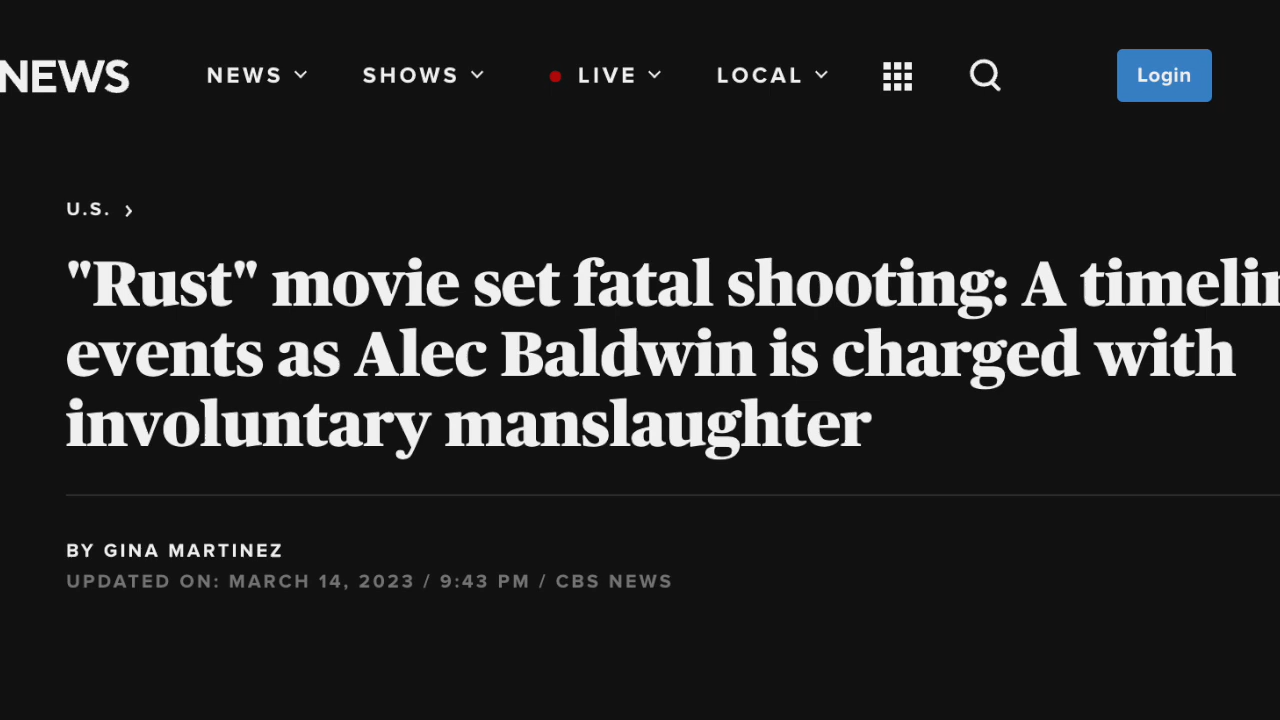 NEWS NEWS SHOWS LIVE LOCAL Login
U.S. ›
"Rust" movie set fatal shooting: A
events as Alec Baldwin is charged with
involuntary manslaughter
BY GINA MARTINEZ
UPDATED ON: MARCH 14, 2023 / 9:43 PM / CBS NEWS